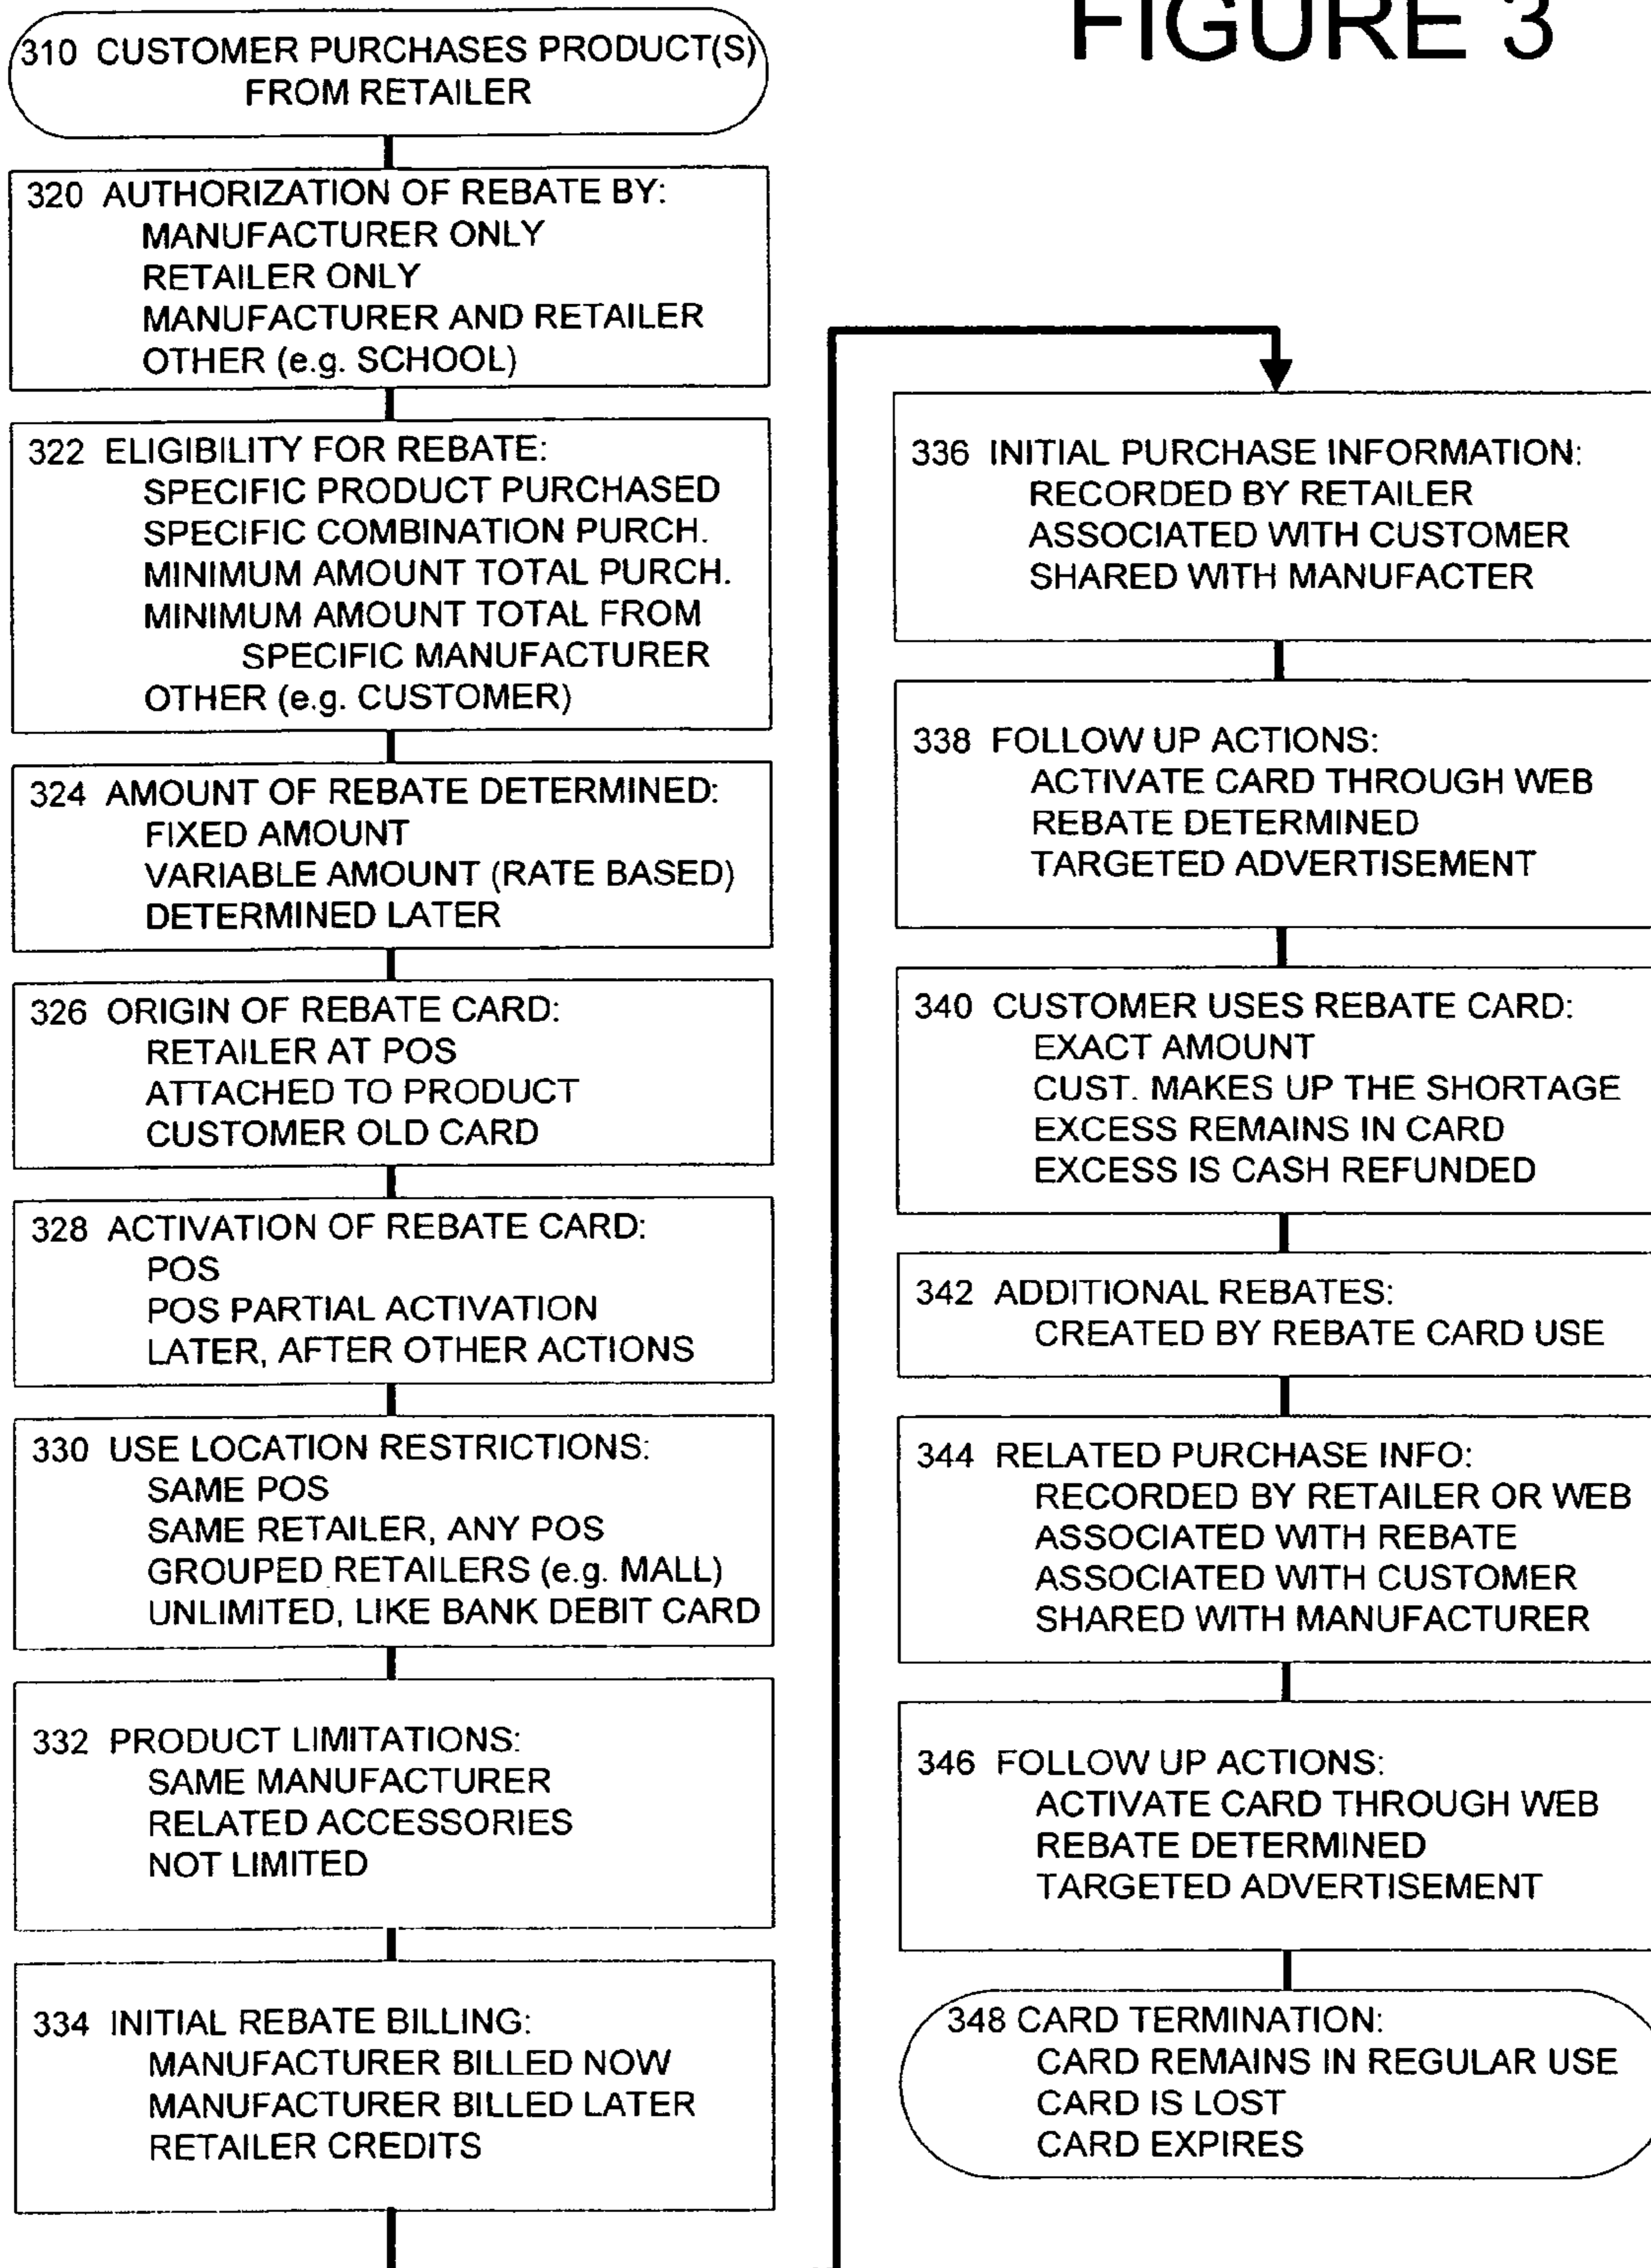 FIGURE 3
310 CUSTOMER PURCHASES PRODUCT(S)
FROM RETAILER
320 AUTHORIZATION OF REBATE BY:
MANUFACTURER ONLY
RETAILER ONLY
MANUFACTURER AND RETAILER
OTHER (e.g. SCHOOL)
322 ELIGIBILITY FOR REBATE:
SPECIFIC PRODUCT PURCHASED
SPECIFIC COMBINATION PURCH.
MINIMUM AMOUNT TOTAL PURCH.
MINIMUM AMOUNT TOTAL FROM
SPECIFIC MANUFACTURER
OTHER (e.g. CUSTOMER)
324 AMOUNT OF REBATE DETERMINED:
FIXED AMOUNT
VARIABLE AMOUNT (RATE BASED)
DETERMINED LATER
326 ORIGIN OF REBATE CARD:
RETAILER AT POS
ATTACHED TO PRODUCT
CUSTOMER OLD CARD
328 ACTIVATION OF REBATE CARD:
POS
POS PARTIAL ACTIVATION
LATER, AFTER OTHER ACTIONS
330 USE LOCATION RESTRICTIONS:
SAME POS
SAME RETAILER, ANY POS
GROUPED RETAILERS (e.g. MALL)
UNLIMITED, LIKE BANK DEBIT CARD
332 PRODUCT LIMITATIONS:
SAME MANUFACTURER
RELATED ACCESSORIES
NOT LIMITED
334 INITIAL REBATE BILLING:
MANUFACTURER BILLED NOW
MANUFACTURER BILLED LATER
RETAILER CREDITS
336 INITIAL PURCHASE INFORMATION:
RECORDED BY RETAILER
ASSOCIATED WITH CUSTOMER
SHARED WITH MANUFACTER
338 FOLLOW UP ACTIONS:
ACTIVATE CARD THROUGH WEB
REBATE DETERMINED
TARGETED ADVERTISEMENT
340 CUSTOMER USES REBATE CARD:
EXACT AMOUNT
CUST. MAKES UP THE SHORTAGE
EXCESS REMAINS IN CARD
EXCESS IS CASH REFUNDED
342 ADDITIONAL REBATES:
CREATED BY REBATE CARD USE
344 RELATED PURCHASE INFO:
RECORDED BY RETAILER OR WEB
ASSOCIATED WITH REBATE
ASSOCIATED WITH CUSTOMER
SHARED WITH MANUFACTURER
346 FOLLOW UP ACTIONS:
ACTIVATE CARD THROUGH WEB
REBATE DETERMINED
TARGETED ADVERTISEMENT
348 CARD TERMINATION:
CARD REMAINS IN REGULAR USE
CARD IS LOST
CARD EXPIRES